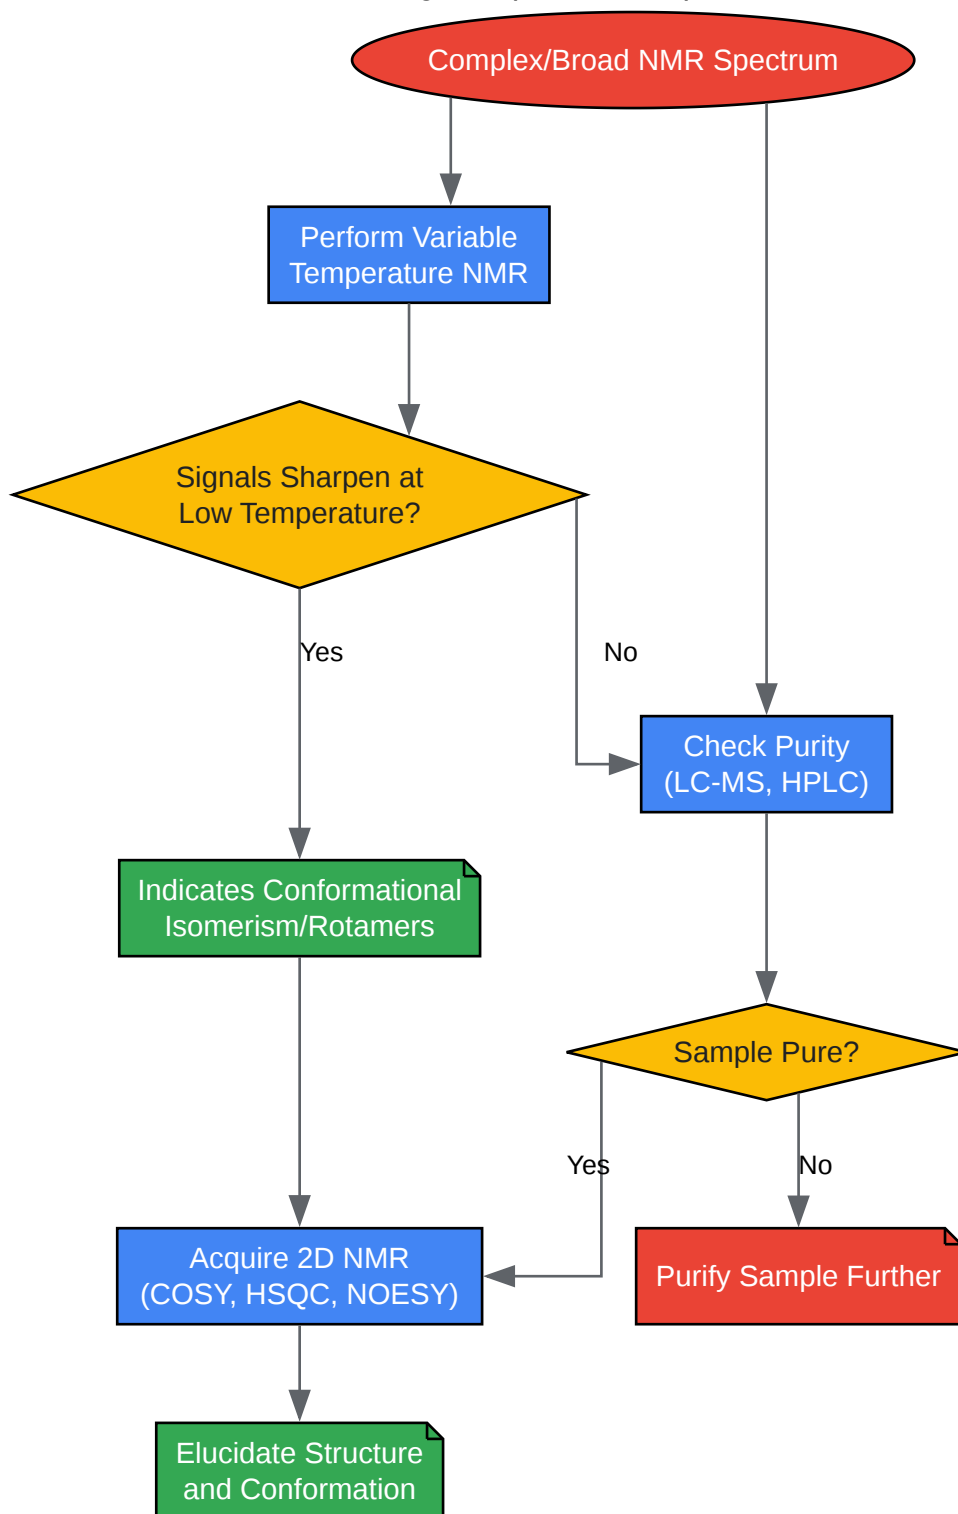 Complex/Broad NMR Spectrum
Perform Variable
Temperature NMR
Signals Sharpen at
Low Temperature?
Yes
No
Check Purity
(LC-MS, HPLC)
Indicates Conformational
Isomerism/Rotamers
Sample Pure?
Yes
No
Acquire 2D NMR
(COSY, HSQC, NOESY)
Purify Sample Further
Elucidate Structure
and Conformation